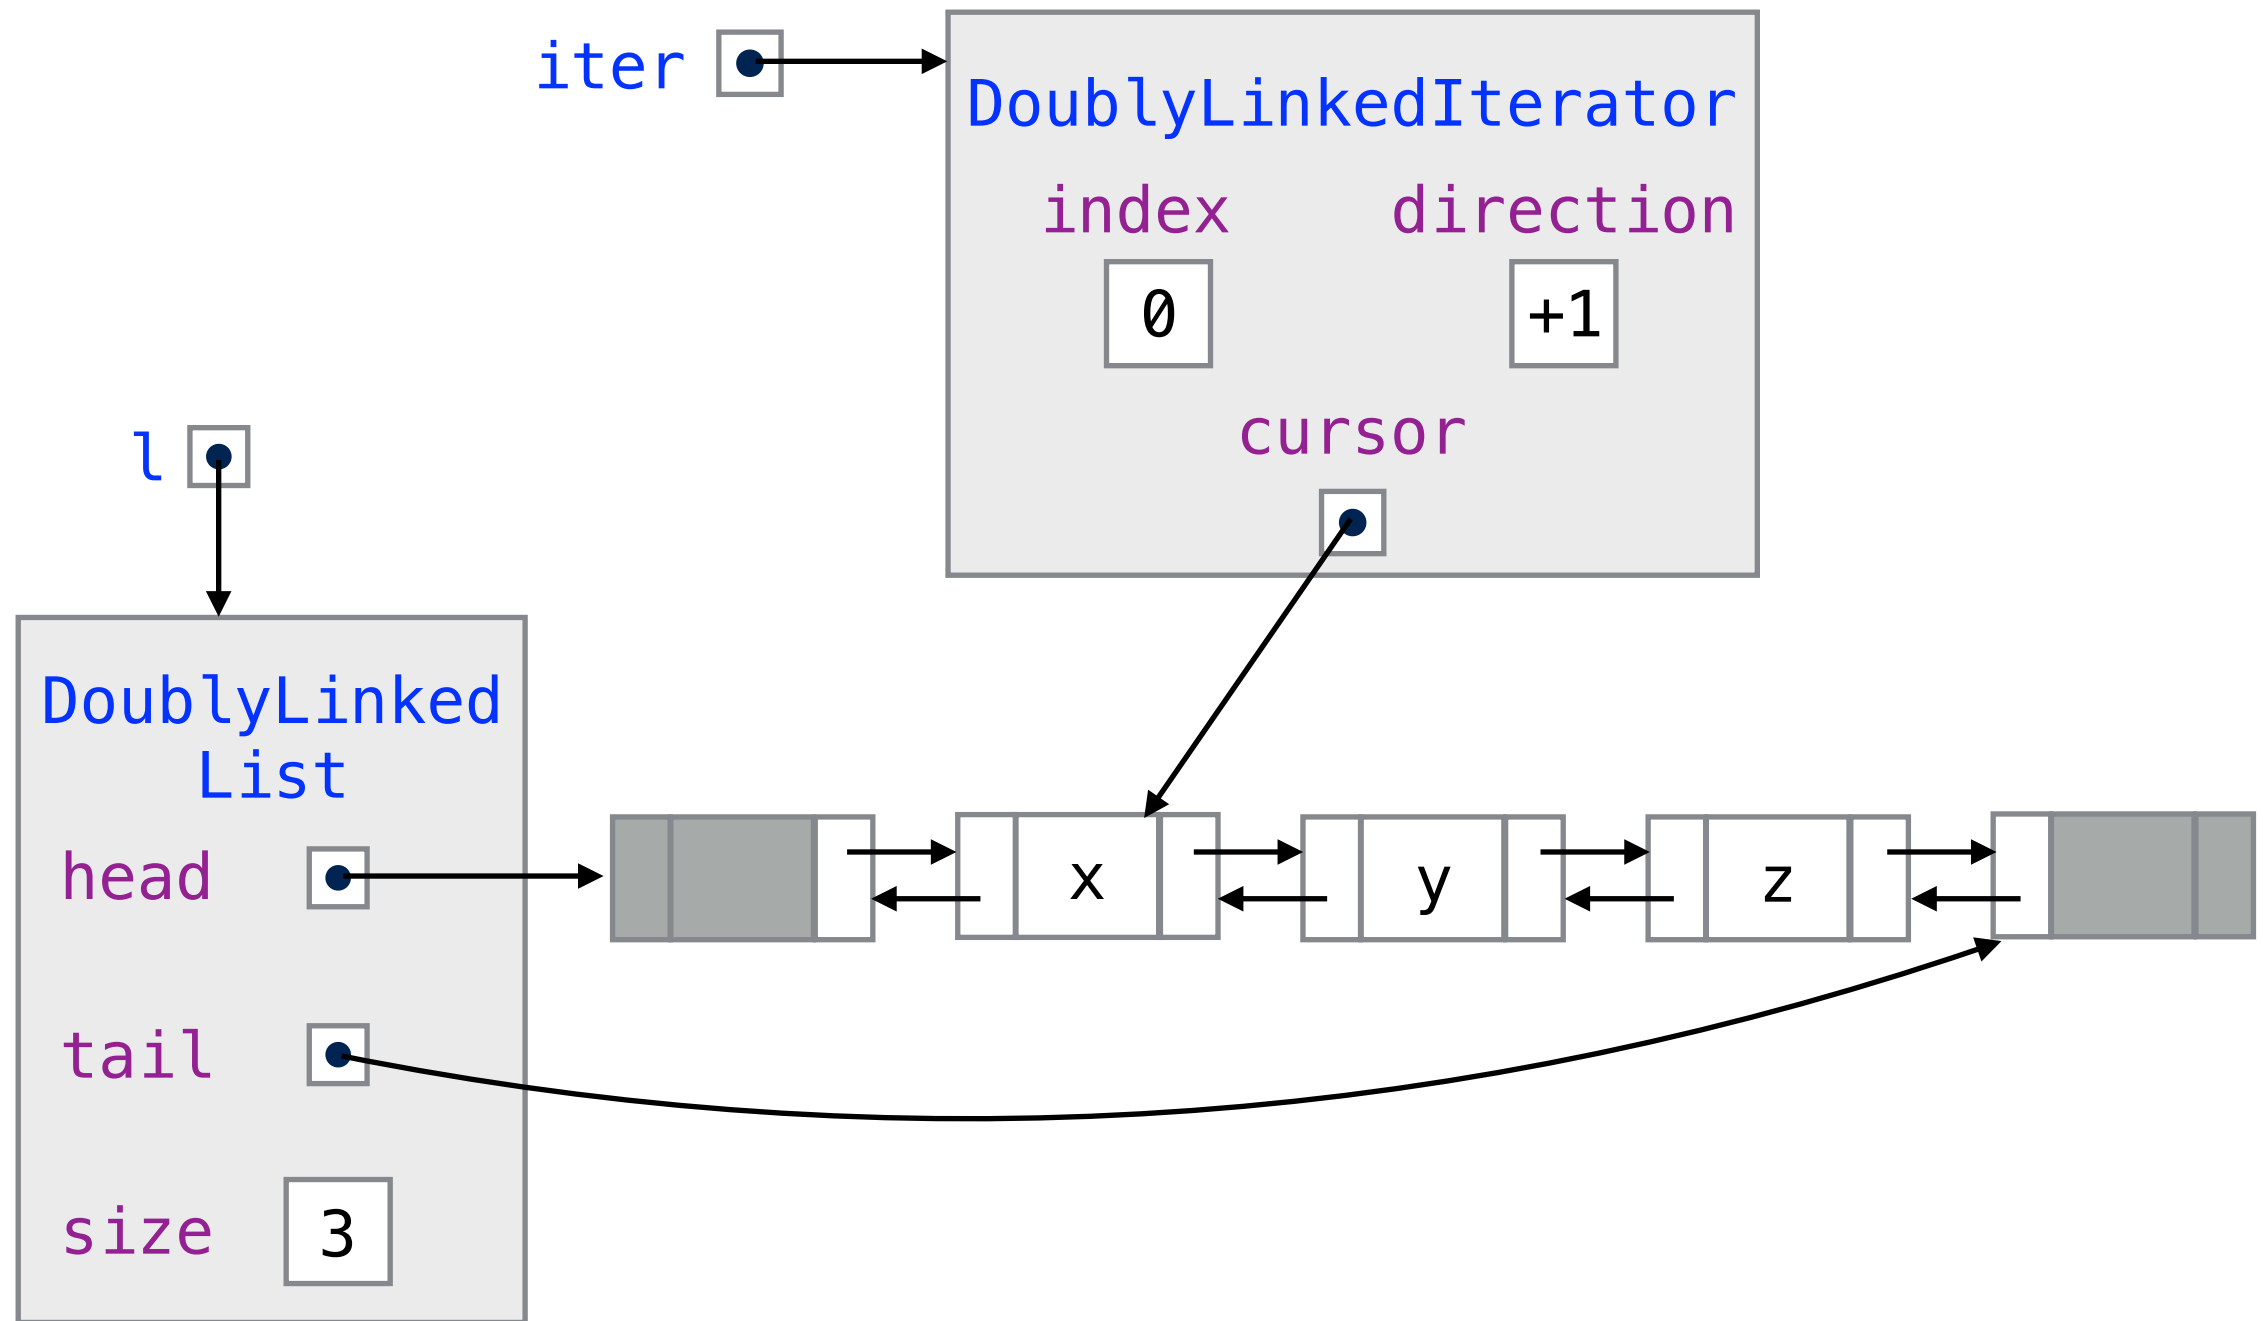 iter
DoublyLinkedIterator
index direction
0 +1
cursor
l
DoublyLinked
List
head
x y z
tail
size 3